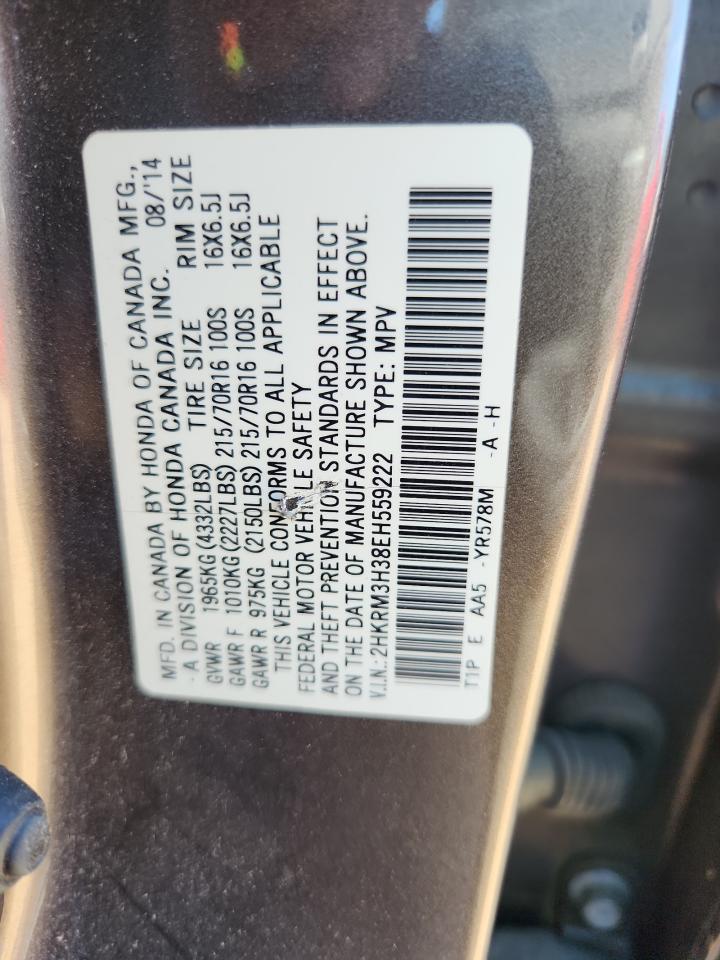 MFD. IN CANADA BY HONDA OF CANADA MFG.,
- A DIVISION OF HONDA CANADA INC. 08/'14
GVWR 1965KG (4332LBS) TIRE SIZE RIM SIZE
GAWR F 1010KG (2227LBS) 215/70R16 100S 16X6.5J
GAWR R 975KG (2150LBS) 215/70R16 100S 16X6.5J
THIS VEHICLE CONFORMS TO ALL APPLICABLE
FEDERAL MOTOR VEHICLE SAFETY
AND THEFT PREVENTION STANDARDS IN EFFECT
ON THE DATE OF MANUFACTURE SHOWN ABOVE.
V.I.N.: 2HKRM3H38EH559222 TYPE: MPV
T1P E AA5 -YR578M -A -H